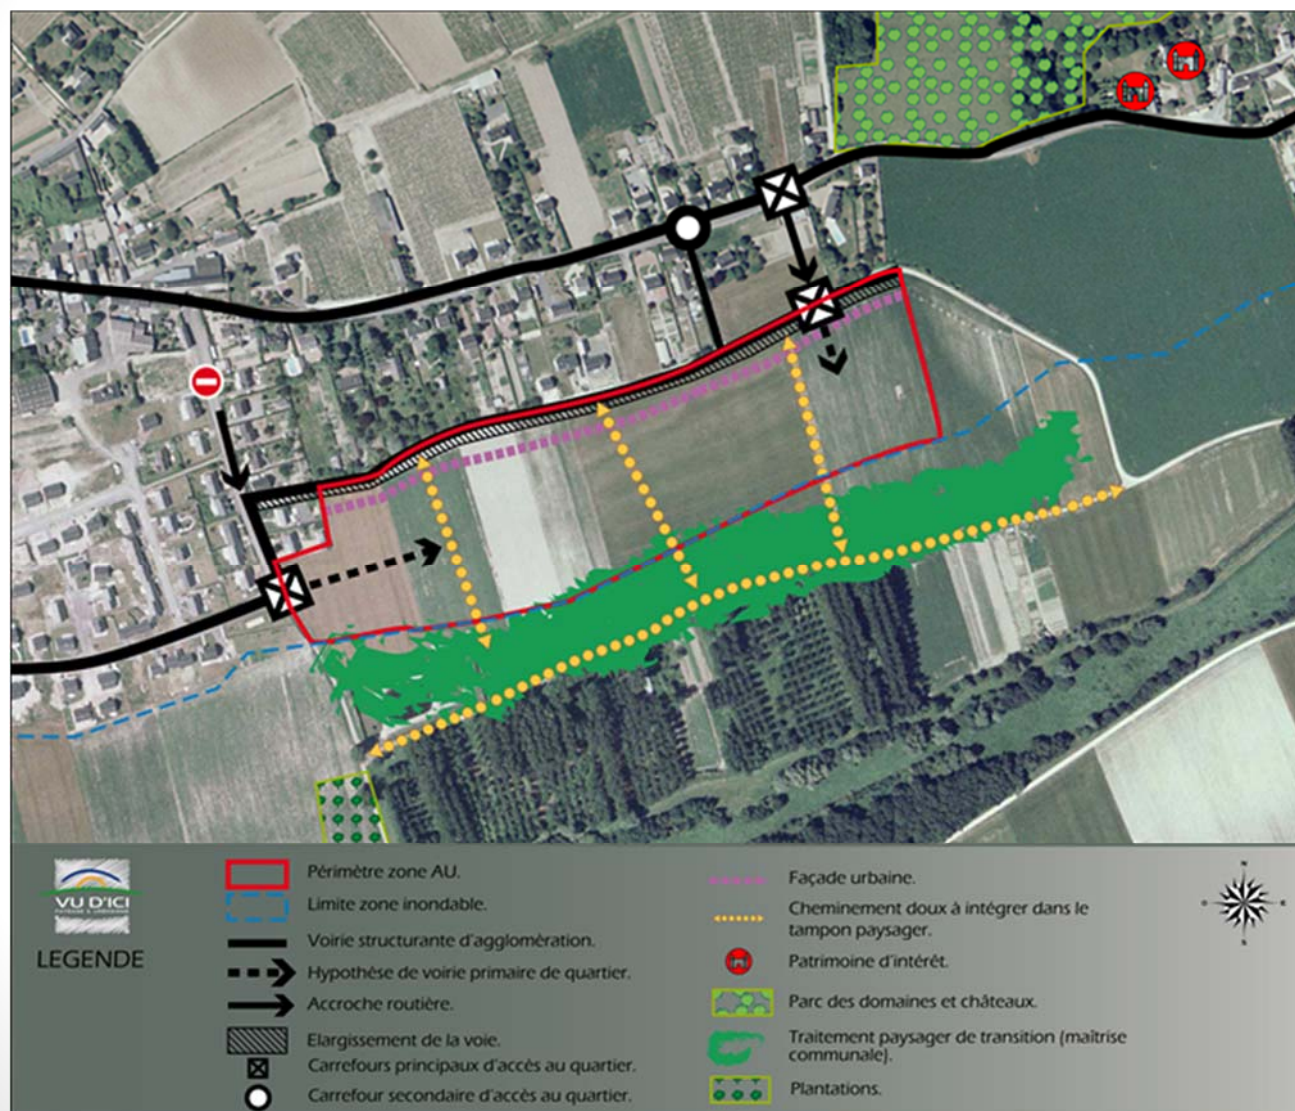 VU D'ICI
PAYSAGE & URBANISME
LEGENDE
Périmètre zone AU.
Limite zone inondable.
Voirie structurante d'agglomération.
Hypothèse de voirie primaire de quartier.
Accroche routière.
Elargissement de la voie.
Carrefours principaux d'accès au quartier.
Carrefour secondaire d'accès au quartier.
Façade urbaine.
Cheminement doux à intégrer dans le
tampon paysager.
Patrimoine d'intérêt.
Parc des domaines et châteaux.
Traitement paysager de transition (maîtrise
communale).
Plantations.
N
O
E
S